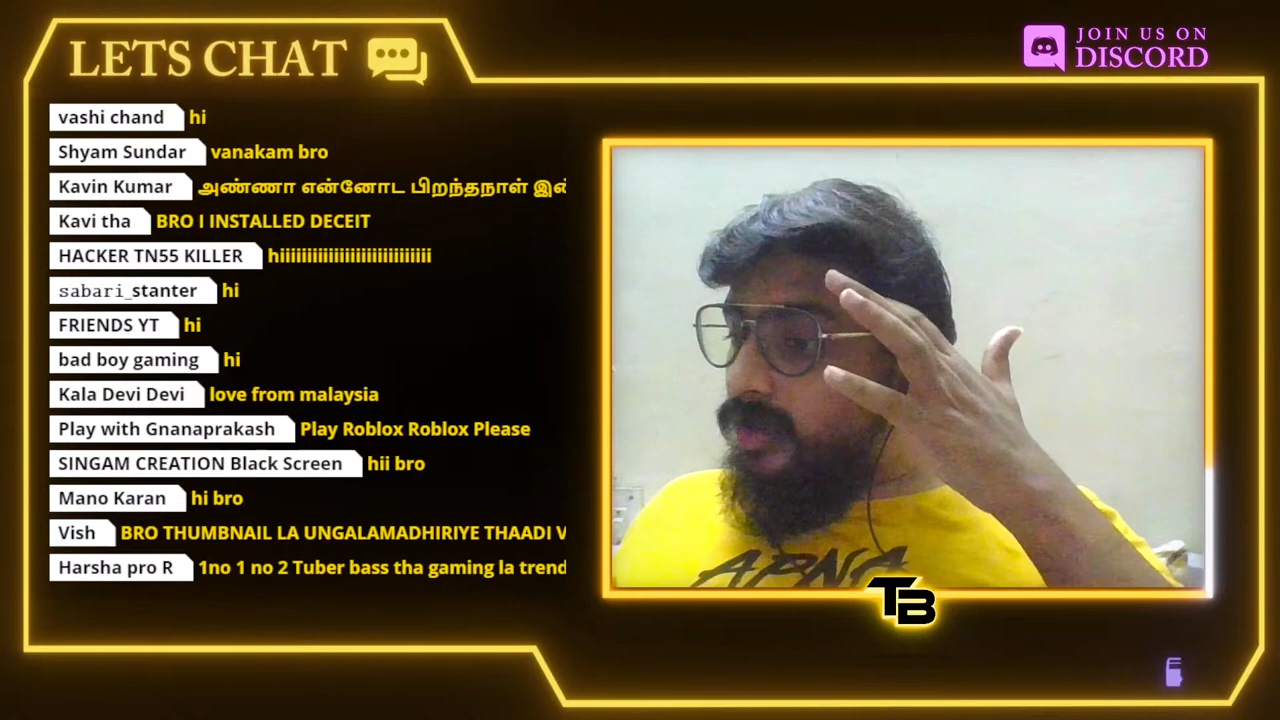 LETS CHAT
JOIN US ON
DISCORD
vashi chand hi
Shyam Sundar vanakam bro
Kavin Kumar அண்ணா என்னோட பிறந்தநாள்
Kavi tha BRO I INSTALLED DECEIT
HACKER TN55 KILLER hiiiiiiiiiiiiiiiiiiiiiiiiiii
sabari_stanter hi
FRIENDS YT hi
bad boy gaming hi
Kala Devi Devi love from malaysia
Play with Gnanaprakash Play Roblox Roblox Please
SINGAM CREATION Black Screen hii bro
Mano Karan hi bro
Vish BRO THUMBNAIL LA UNGALAMADHIRIYE THAADI V
Harsha pro R 1no 1 no 2 Tuber bass tha gaming la trend
APNA
TB